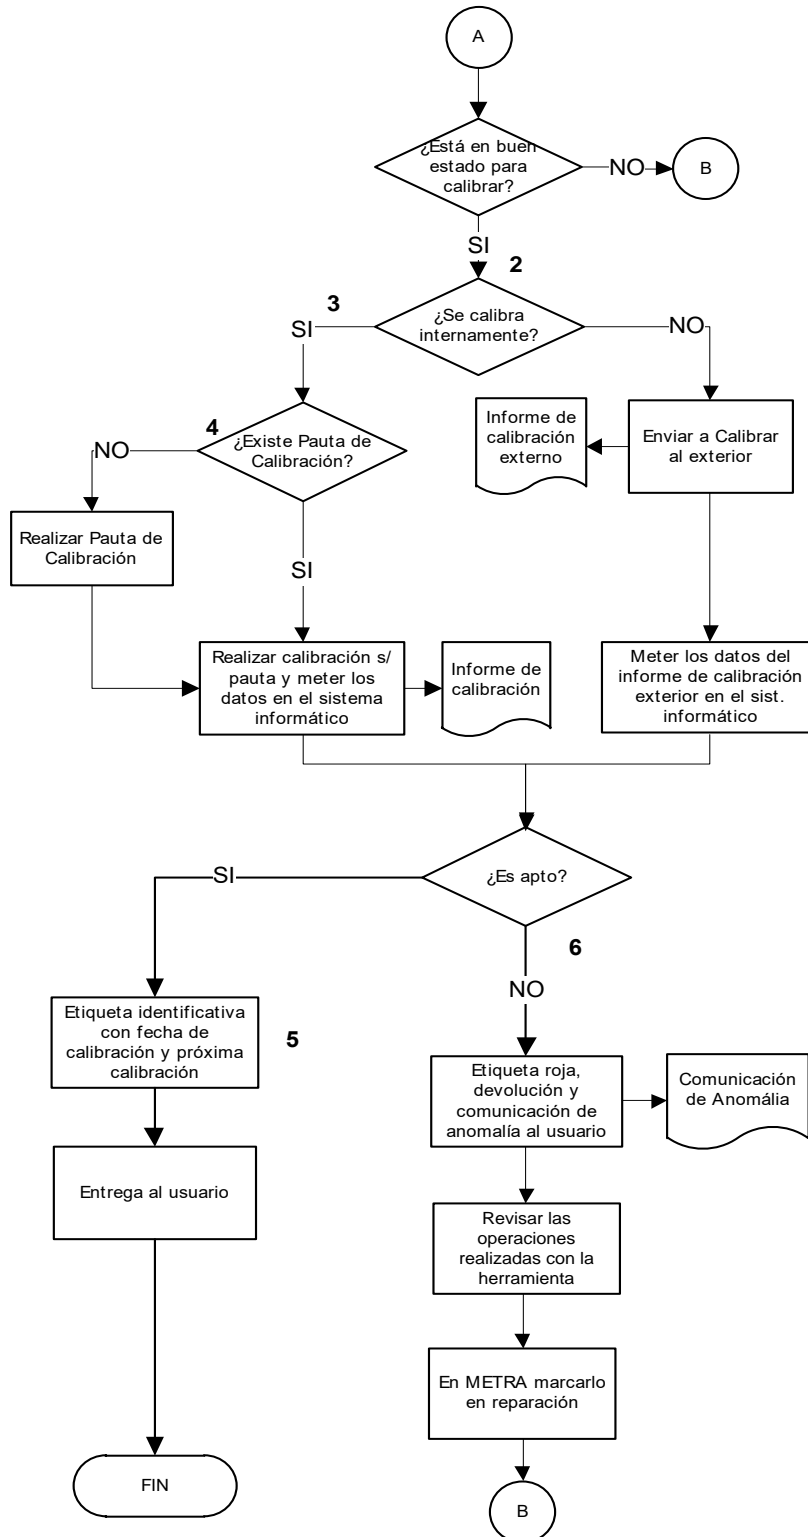 A
¿Está en buen
estado para
calibrar?
NO
B
SI
2
¿Se calibra
internamente?
3
SI
NO
4
¿Existe Pauta de
Calibración?
NO
Informe de
calibración
externo
Enviar a Calibrar
al exterior
Realizar Pauta de
Calibración
SI
Realizar calibración s/
pauta y meter los
datos en el sistema
informático
Informe de
calibración
Meter los datos del
informe de calibración
exterior en el sist.
informático
¿Es apto?
SI
6
NO
Etiqueta identificativa
con fecha de
calibración y próxima
calibración
5
Etiqueta roja,
devolución y
comunicación de
anomalía al usuario
Comunicación
de Anomália
Entrega al usuario
Revisar las
operaciones
realizadas con la
herramienta
En METRA marcarlo
en reparación
FIN
B